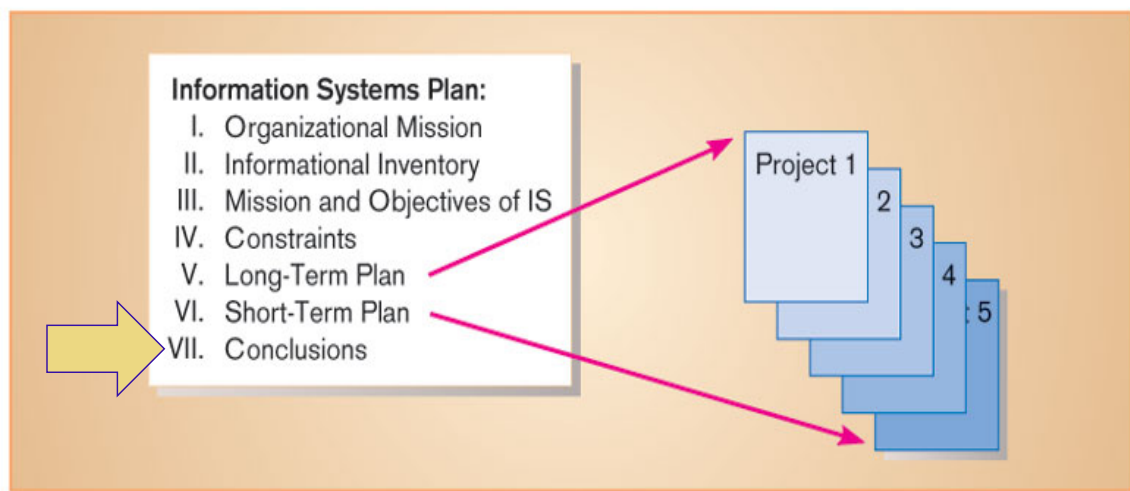 Information Systems Plan:
I. Organizational Mission
II. Informational Inventory
III. Mission and Objectives of IS
IV. Constraints
V. Long-Term Plan
VI. Short-Term Plan
VII. Conclusions
Project 1
2
3
4
5